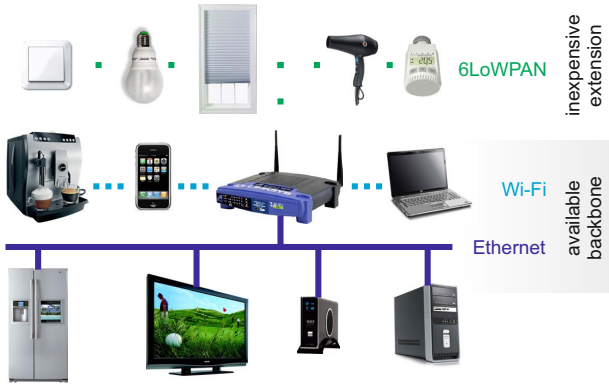 6LoWPAN
inexpensive
extension
Wi-Fi
Ethernet
available
backbone